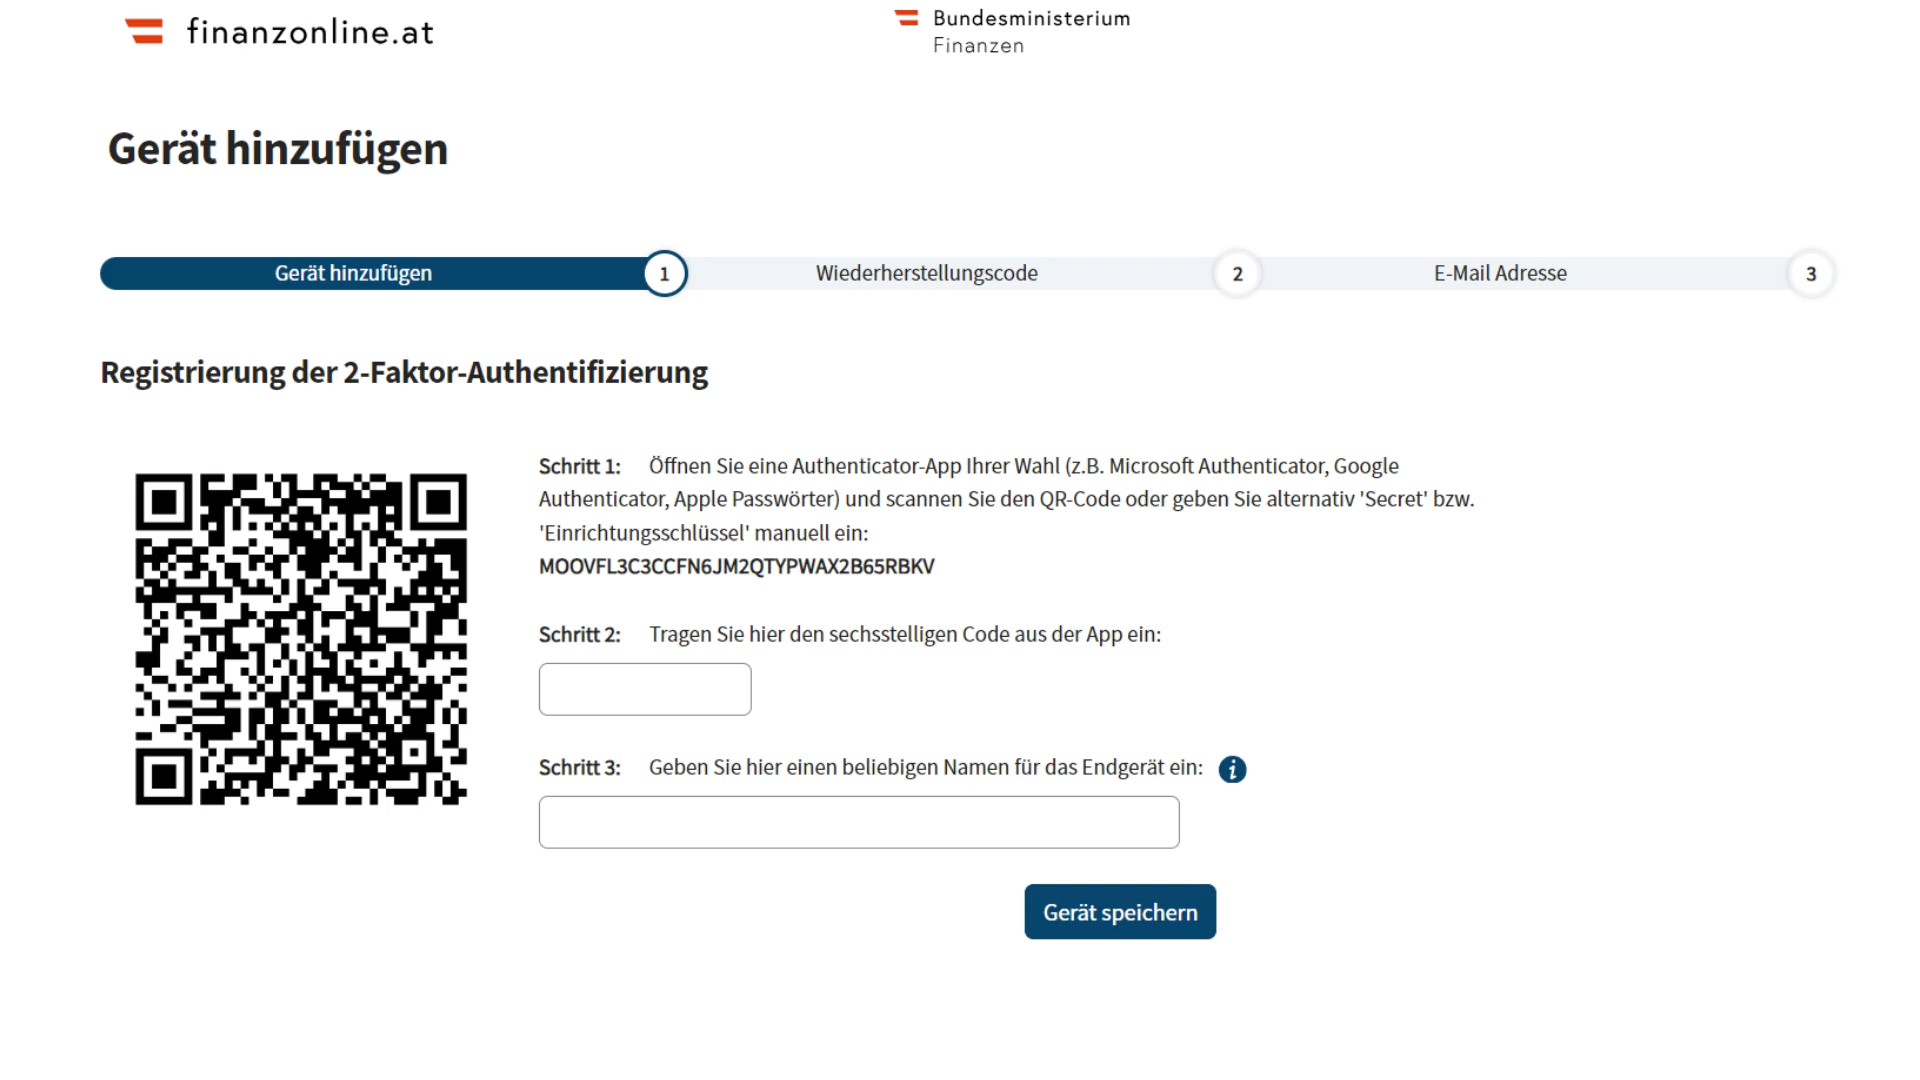 finanzonline.at
Bundesministerium
Finanzen
Gerät hinzufügen
Gerät hinzufügen 1 Wiederherstellungscode 2 E-Mail Adresse 3
Registrierung der 2-Faktor-Authentifizierung
Schritt 1: Öffnen Sie eine Authenticator-App Ihrer Wahl (z.B. Microsoft Authenticator, Google
Authenticator, Apple Passwörter) und scannen Sie den QR-Code oder geben Sie alternativ 'Secret' bzw.
'Einrichtungsschlüssel' manuell ein:
MOOVFL3C3CCFN6JM2QTYPWAX2B65RBKV
Schritt 2: Tragen Sie hier den sechsstelligen Code aus der App ein:
Schritt 3: Geben Sie hier einen beliebigen Namen für das Endgerät ein: i
Gerät speichern